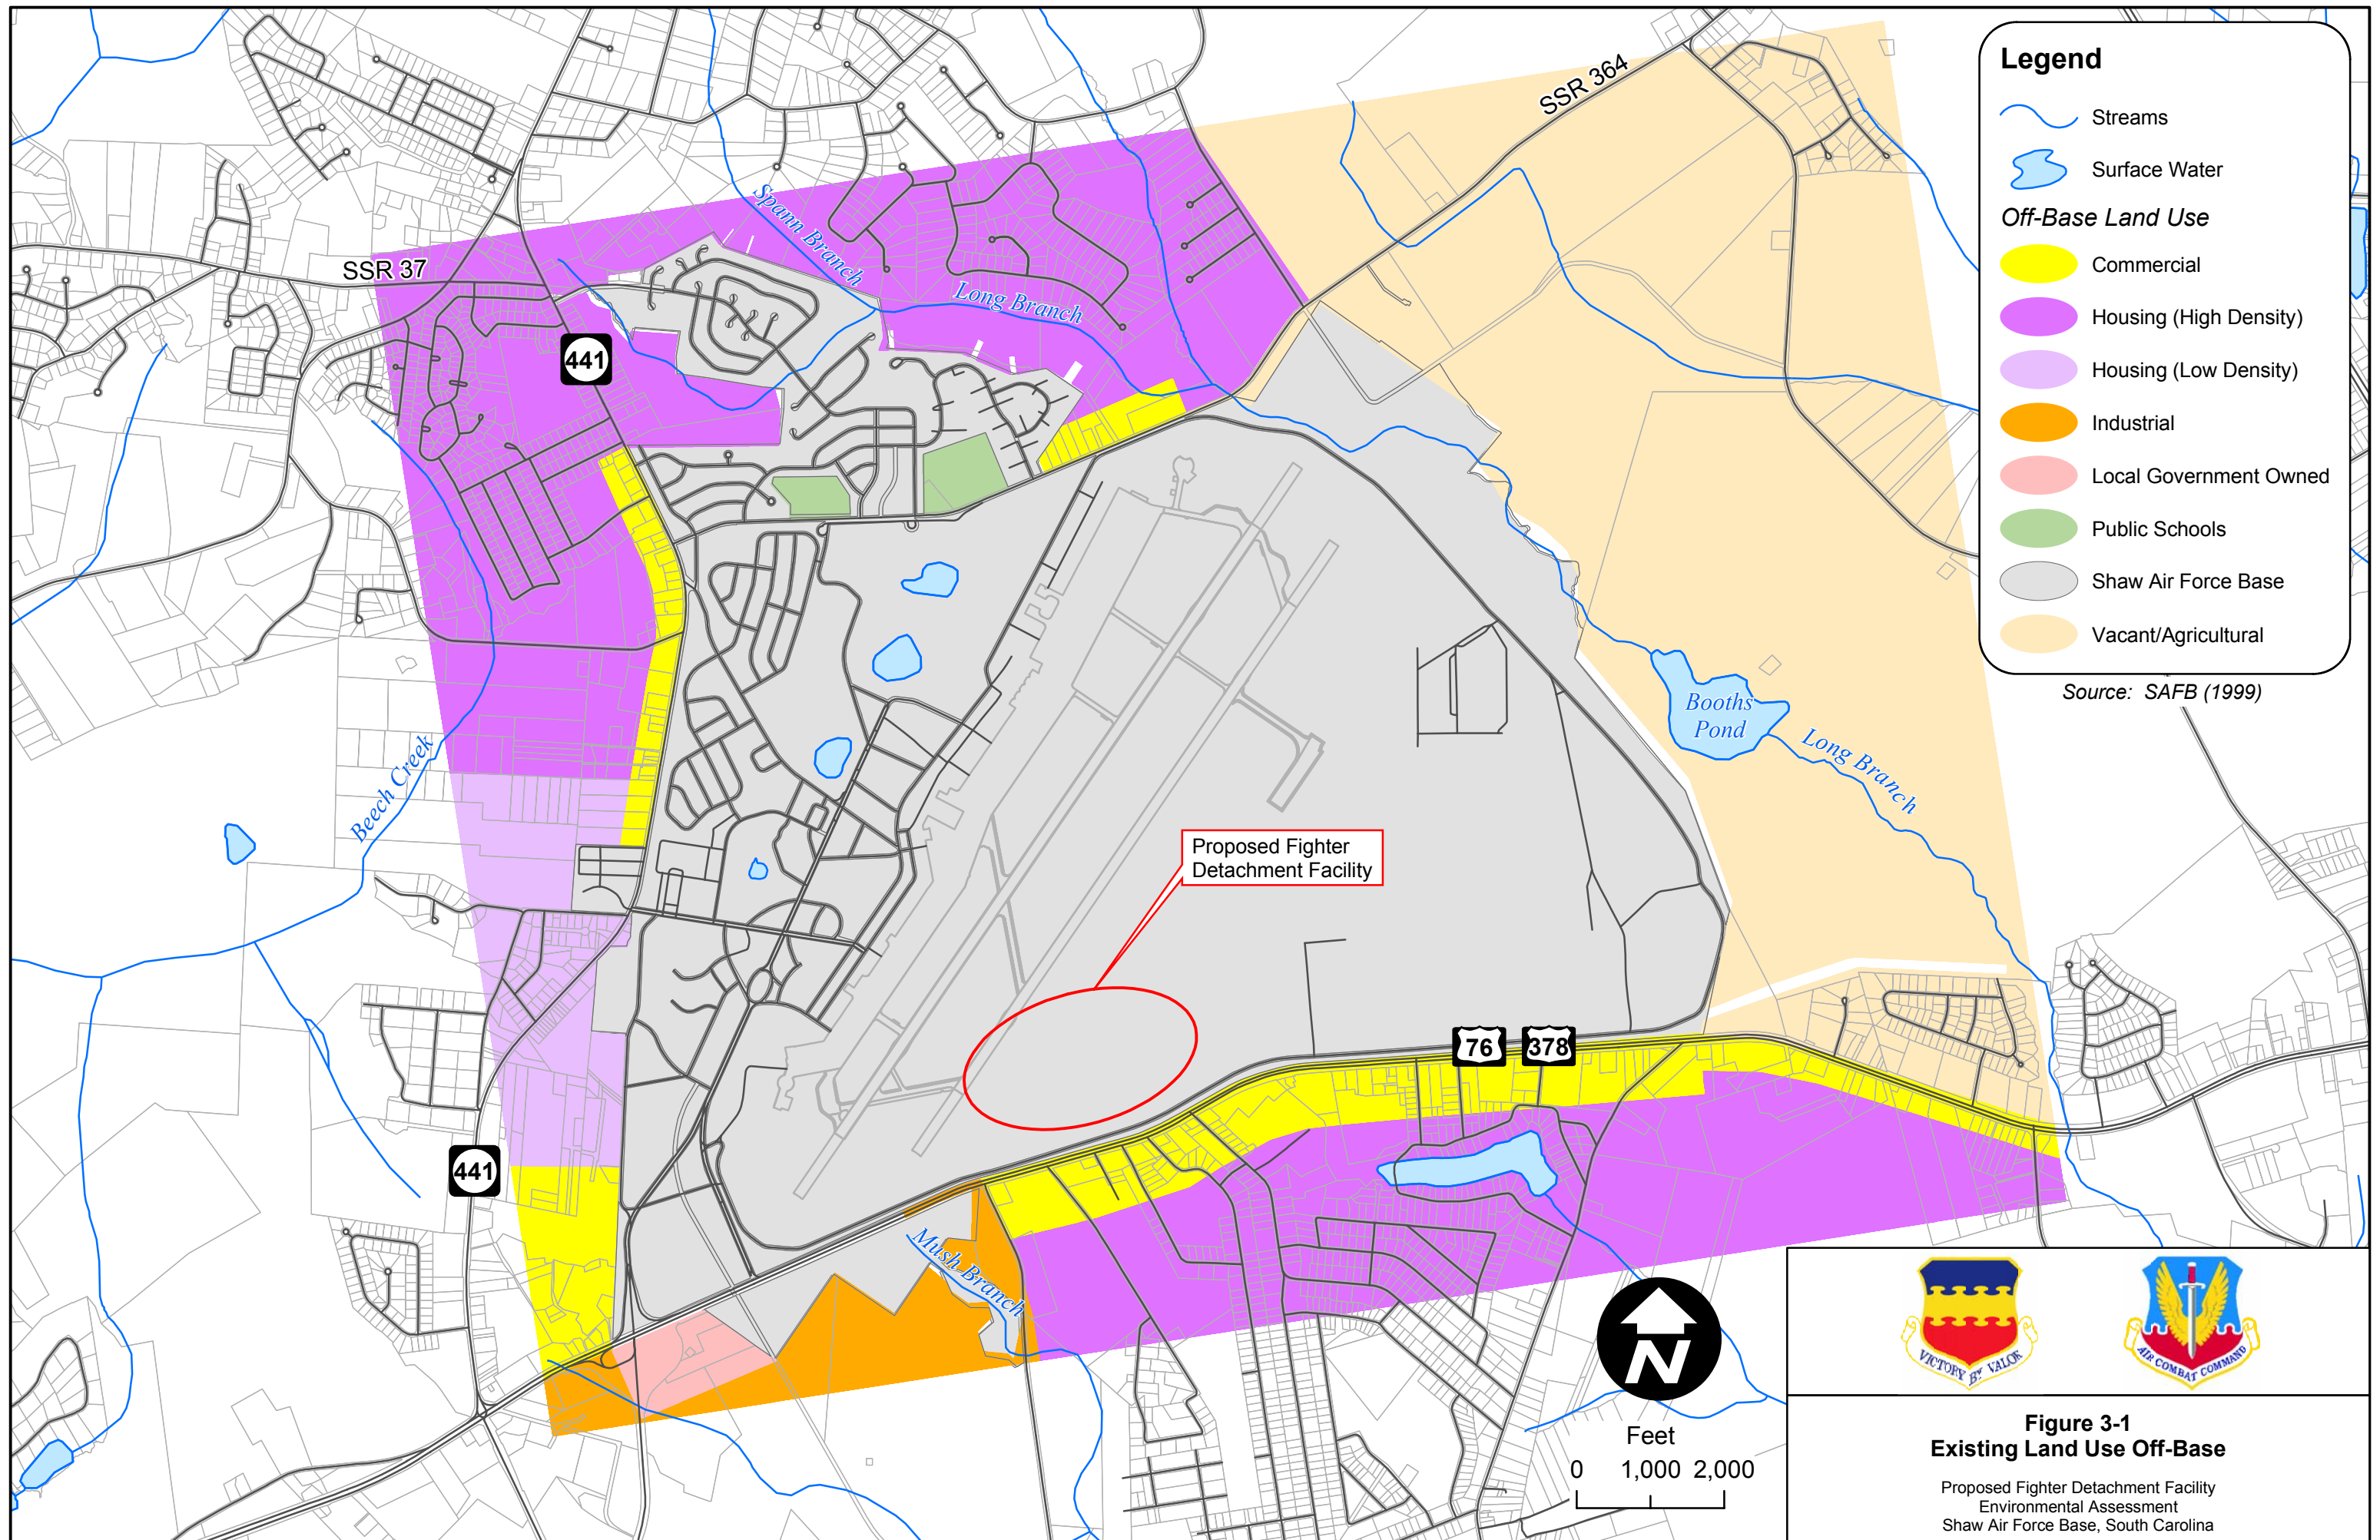 SSR 364
SSR 37
441
Spann Branch
Long Branch
Legend
Streams
Surface Water
Off-Base Land Use
Commercial
Housing (High Density)
Housing (Low Density)
Industrial
Local Government Owned
Public Schools
Shaw Air Force Base
Vacant/Agricultural
Source: SAFB (1999)
Booths
Pond
Long Branch
Beech Creek
Proposed Fighter
Detachment Facility
76
378
441
Mush Branch
N
Feet
0 1,000 2,000
VICTORY BY VALOR
AIR COMBAT COMMAND
Figure 3-1
Existing Land Use Off-Base
Proposed Fighter Detachment Facility
Environmental Assessment
Shaw Air Force Base, South Carolina